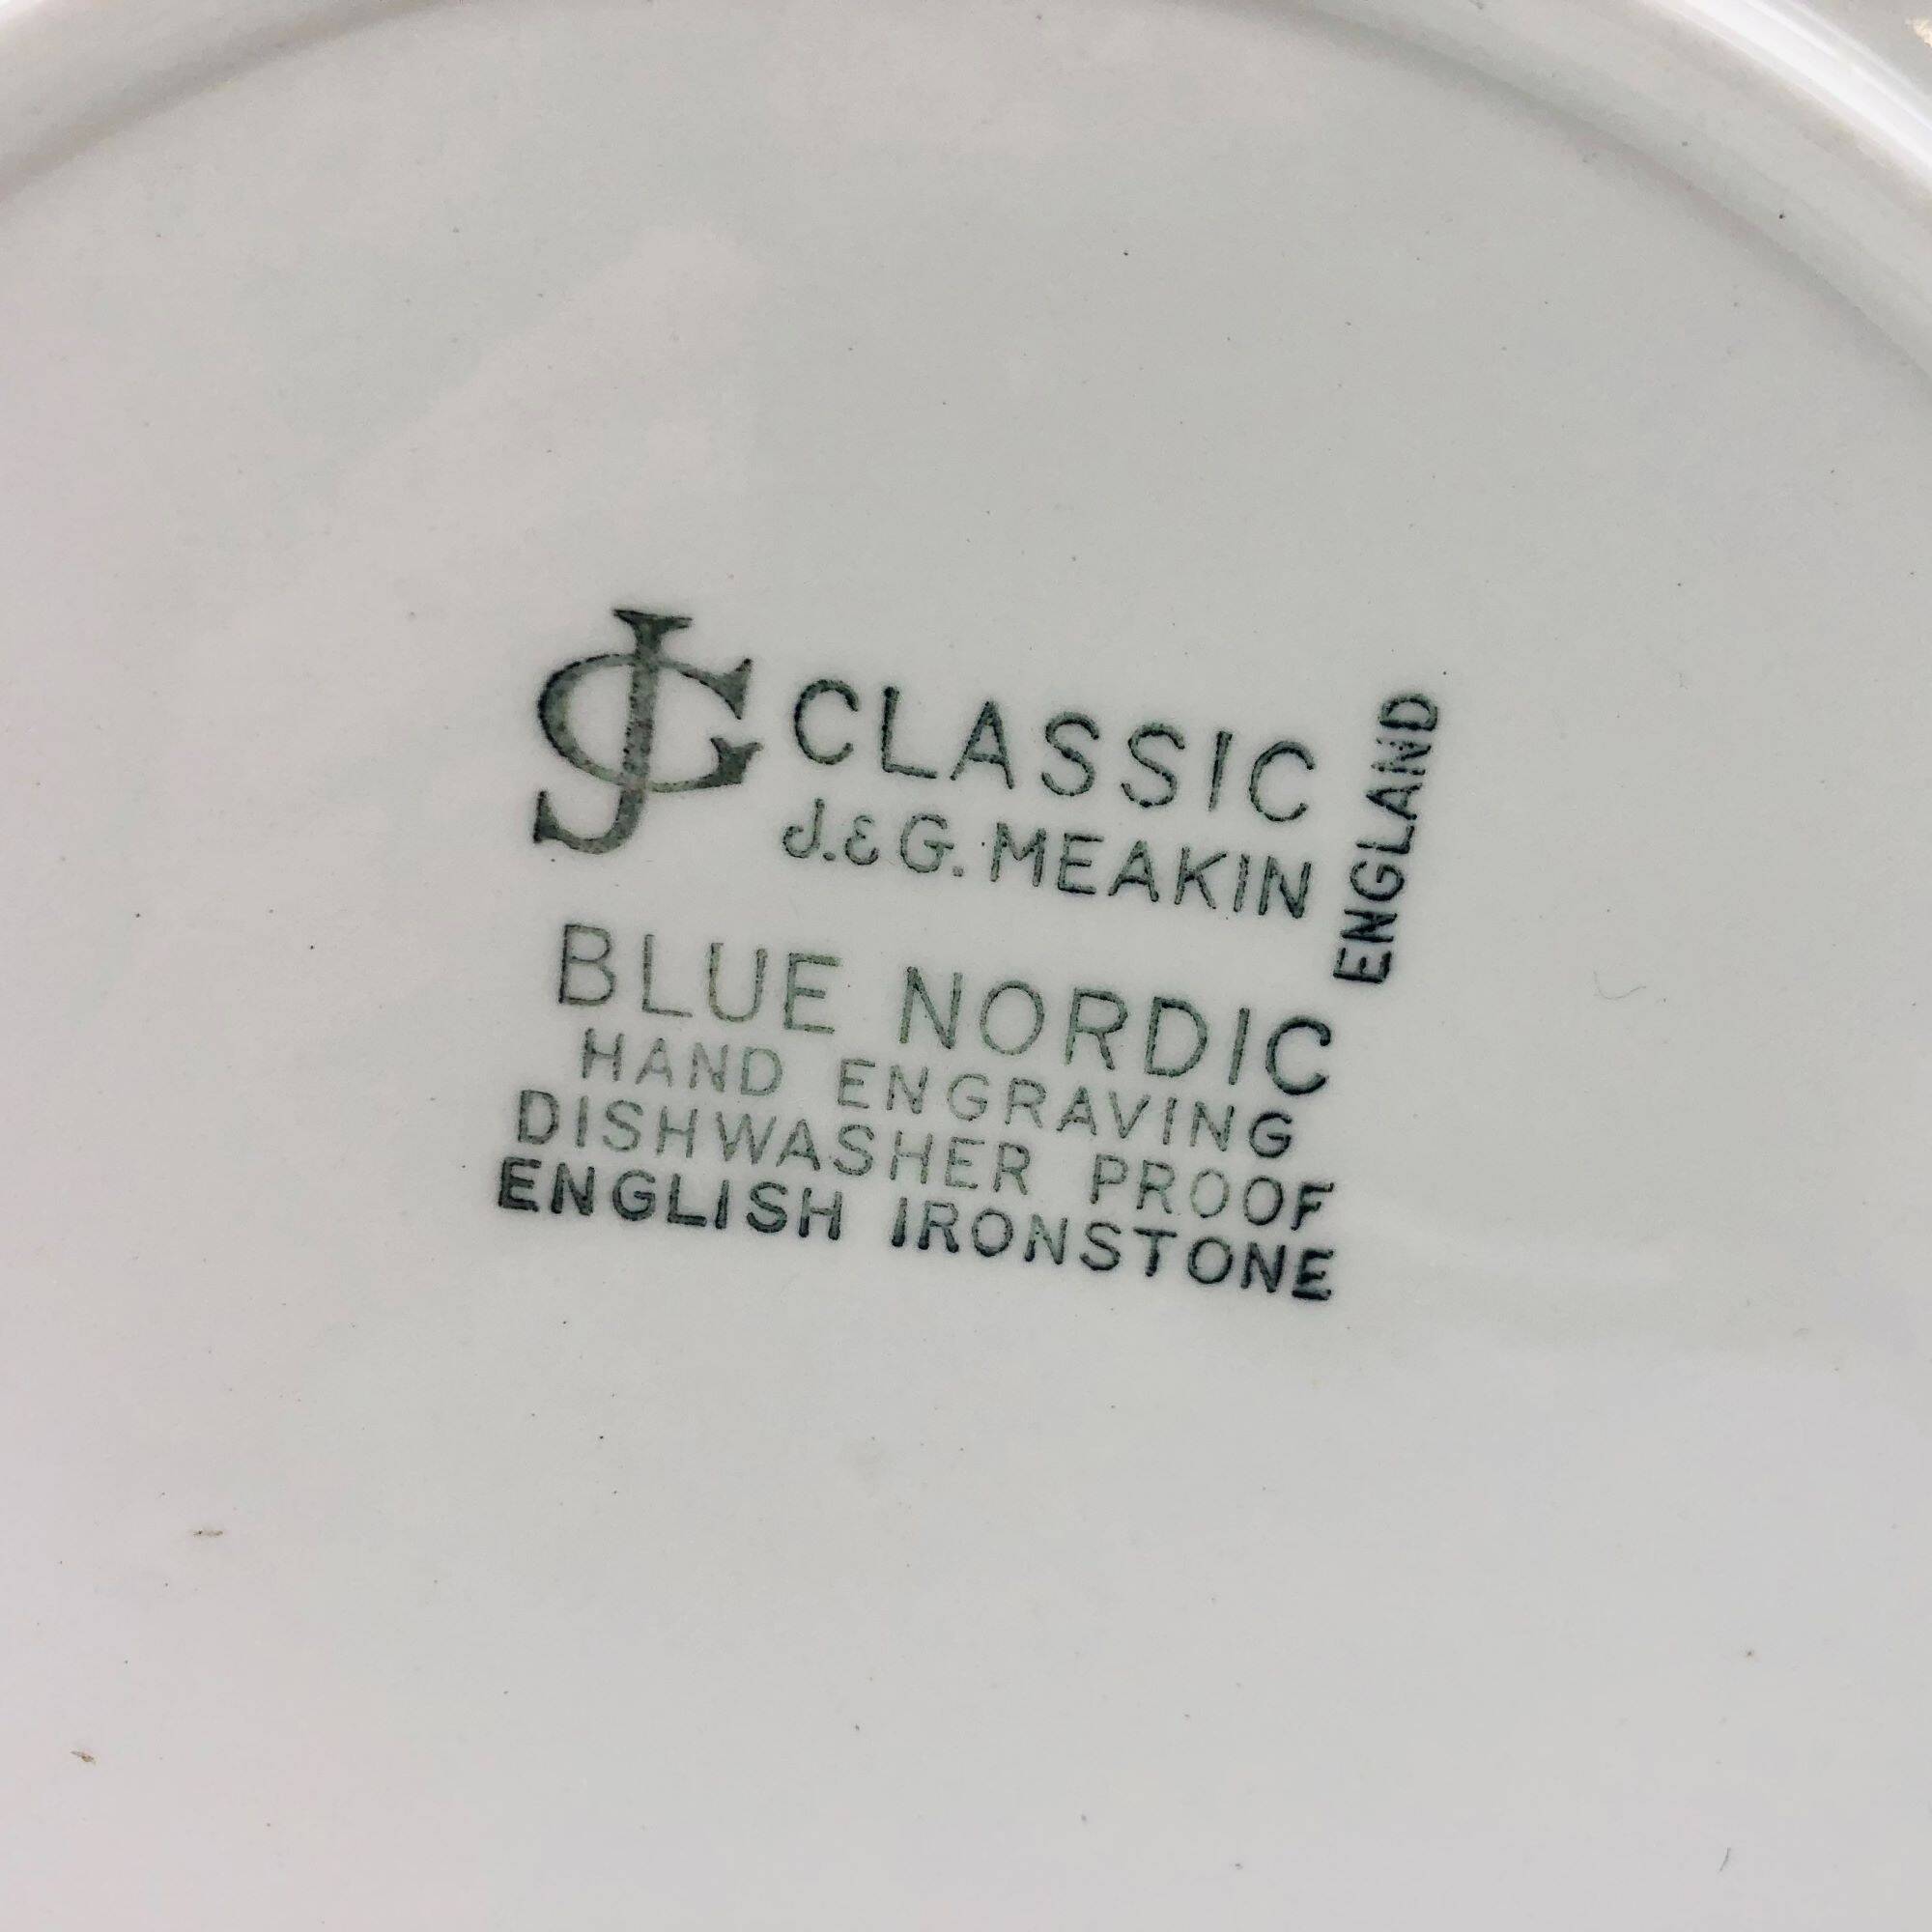 JG CLASSIC
J.&G. MEAKIN
ENGLAND
BLUE NORDIC
HAND ENGRAVING
DISHWASHER PROOF
ENGLISH IRONSTONE